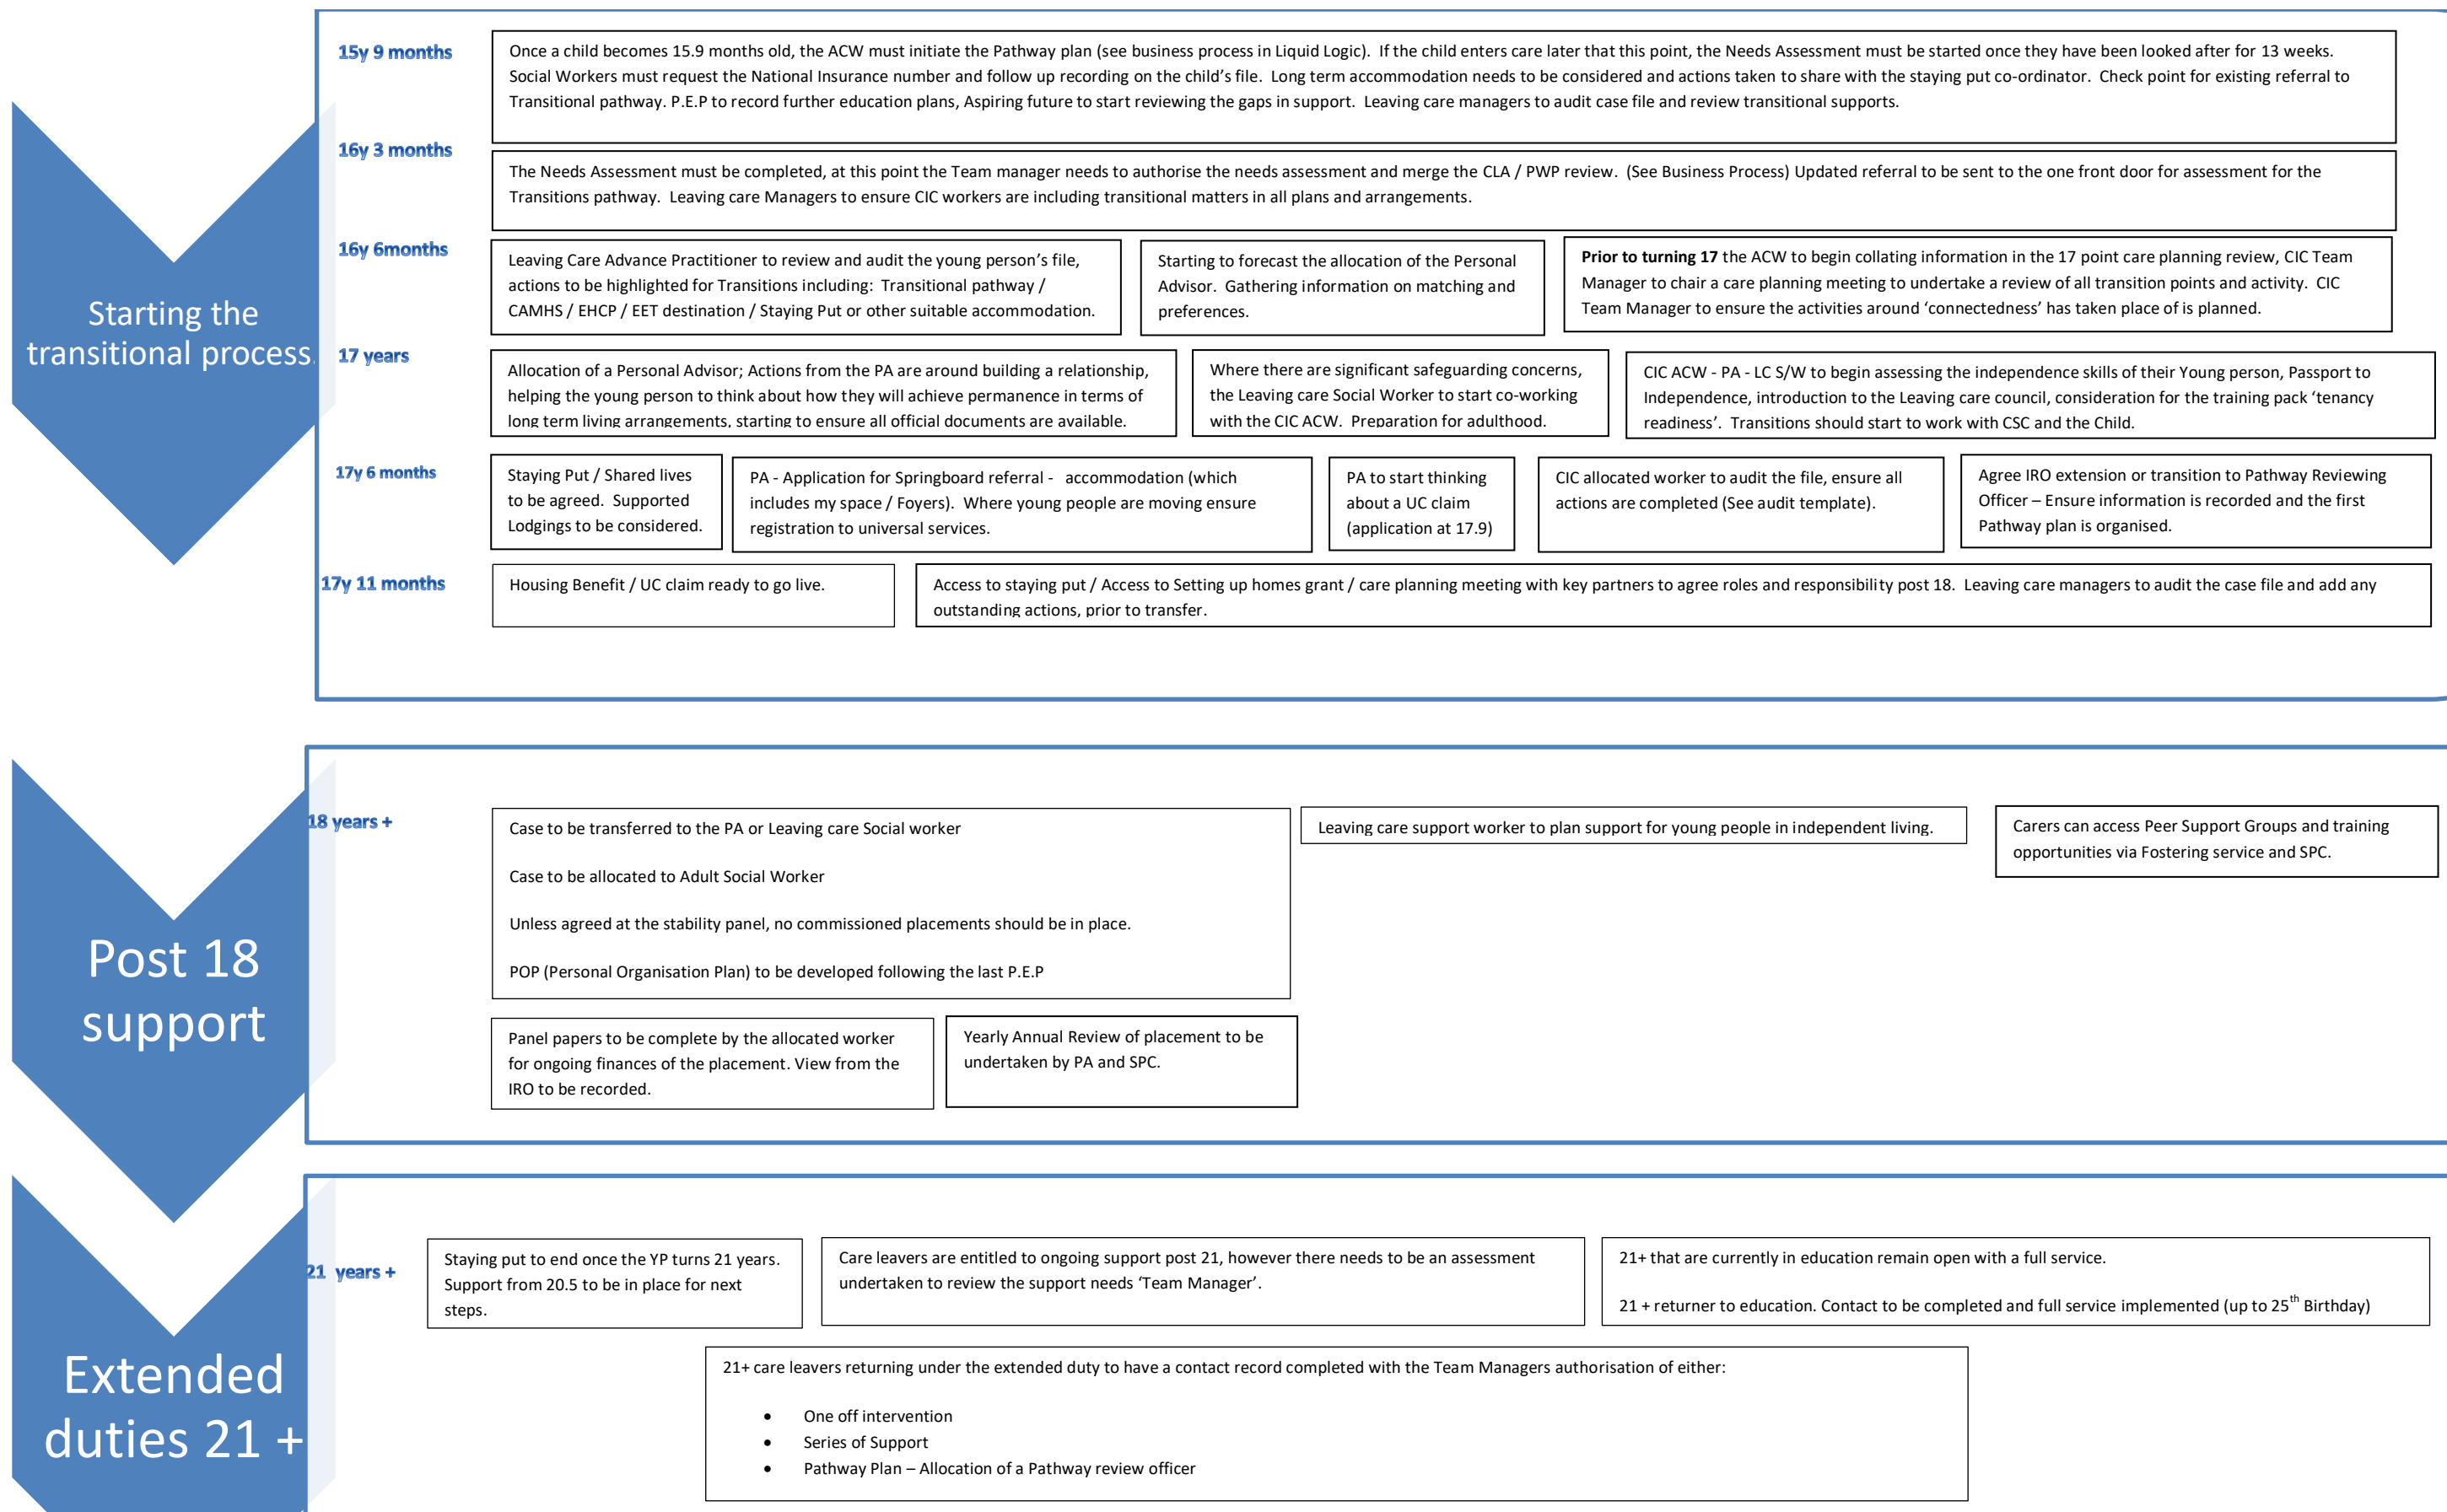 Starting the
transitional process.
15y 9 months
Once a child becomes 15.9 months old, the ACW must initiate the Pathway plan (see business process in Liquid Logic).  If the child enters care later that this point, the Needs Assessment must be started once they have been looked after for 13 weeks.
Social Workers must request the National Insurance number and follow up recording on the child’s file.  Long term accommodation needs to be considered and actions taken to share with the staying put co-ordinator.  Check point for existing referral to
Transitional pathway. P.E.P to record further education plans, Aspiring future to start reviewing the gaps in support.  Leaving care managers to audit case file and review transitional supports.
16y 3 months
The Needs Assessment must be completed, at this point the Team manager needs to authorise the needs assessment and merge the CLA / PWP review.  (See Business Process) Updated referral to be sent to the one front door for assessment for the
Transitions pathway.  Leaving care Managers to ensure CIC workers are including transitional matters in all plans and arrangements.
16y 6months
Leaving Care Advance Practitioner to review and audit the young person’s file,
actions to be highlighted for Transitions including:  Transitional pathway /
CAMHS / EHCP / EET destination / Staying Put or other suitable accommodation.
Starting to forecast the allocation of the Personal
Advisor.  Gathering information on matching and
preferences.
Prior to turning 17 the ACW to begin collating information in the 17 point care planning review, CIC Team
Manager to chair a care planning meeting to undertake a review of all transition points and activity.  CIC
Team Manager to ensure the activities around ‘connectedness’ has taken place of is planned.
17 years
Allocation of a Personal Advisor; Actions from the PA are around building a relationship,
helping the young person to think about how they will achieve permanence in terms of
long term living arrangements, starting to ensure all official documents are available.
Where there are significant safeguarding concerns,
the Leaving care Social Worker to start co-working
with the CIC ACW.  Preparation for adulthood.
CIC ACW - PA - LC S/W to begin assessing the independence skills of their Young person, Passport to
Independence, introduction to the Leaving care council, consideration for the training pack ‘tenancy
readiness’.  Transitions should start to work with CSC and the Child.
17y 6 months
Staying Put / Shared lives
to be agreed.  Supported
Lodgings to be considered.
PA - Application for Springboard referral -  accommodation (which
includes my space / Foyers).  Where young people are moving ensure
registration to universal services.
PA to start thinking
about a UC claim
(application at 17.9)
CIC allocated worker to audit the file, ensure all
actions are completed (See audit template).
Agree IRO extension or transition to Pathway Reviewing
Officer – Ensure information is recorded and the first
Pathway plan is organised.
17y 11 months
Housing Benefit / UC claim ready to go live.
Access to staying put / Access to Setting up homes grant / care planning meeting with key partners to agree roles and responsibility post 18.  Leaving care managers to audit the case file and add any
outstanding actions, prior to transfer.
Post 18
support
18 years +
Case to be transferred to the PA or Leaving care Social worker
Case to be allocated to Adult Social Worker
Unless agreed at the stability panel, no commissioned placements should be in place.
POP (Personal Organisation Plan) to be developed following the last P.E.P
Leaving care support worker to plan support for young people in independent living.
Carers can access Peer Support Groups and training
opportunities via Fostering service and SPC.
Panel papers to be complete by the allocated worker
for ongoing finances of the placement. View from the
IRO to be recorded.
Yearly Annual Review of placement to be
undertaken by PA and SPC.
Extended
duties 21 +
21 years +
Staying put to end once the YP turns 21 years.
Support from 20.5 to be in place for next
steps.
Care leavers are entitled to ongoing support post 21, however there needs to be an assessment
undertaken to review the support needs ‘Team Manager’.
21+ that are currently in education remain open with a full service.
21 + returner to education. Contact to be completed and full service implemented (up to 25th Birthday)
21+ care leavers returning under the extended duty to have a contact record completed with the Team Managers authorisation of either:
• One off intervention
• Series of Support
• Pathway Plan – Allocation of a Pathway review officer